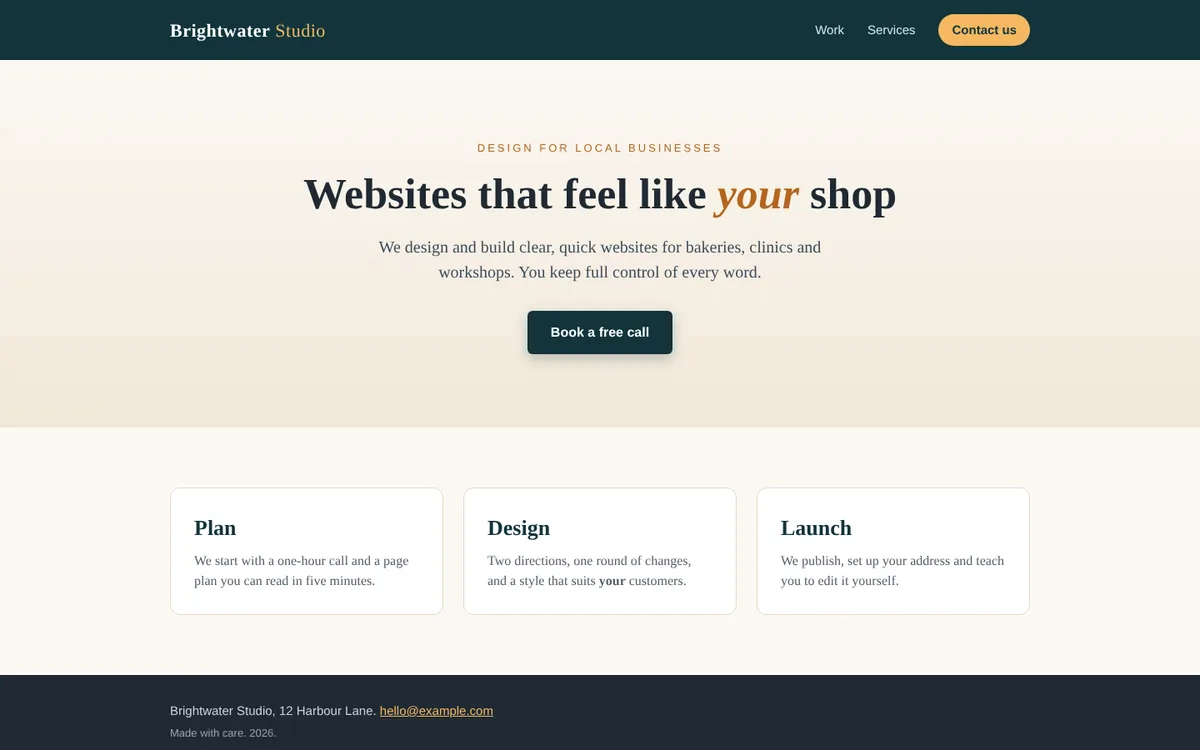 Brightwater Studio
Work
Services
Contact us
DESIGN FOR LOCAL BUSINESSES
Websites that feel like your shop
We design and build clear, quick websites for bakeries, clinics and
workshops. You keep full control of every word.
Book a free call
Plan
We start with a one-hour call and a page
plan you can read in five minutes.
Design
Two directions, one round of changes,
and a style that suits your customers.
Launch
We publish, set up your address and teach
you to edit it yourself.
Brightwater Studio, 12 Harbour Lane. hello@example.com
Made with care. 2026.